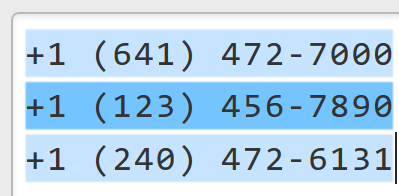 +1 (641) 472-7000
+1 (123) 456-7890
+1 (240) 472-6131